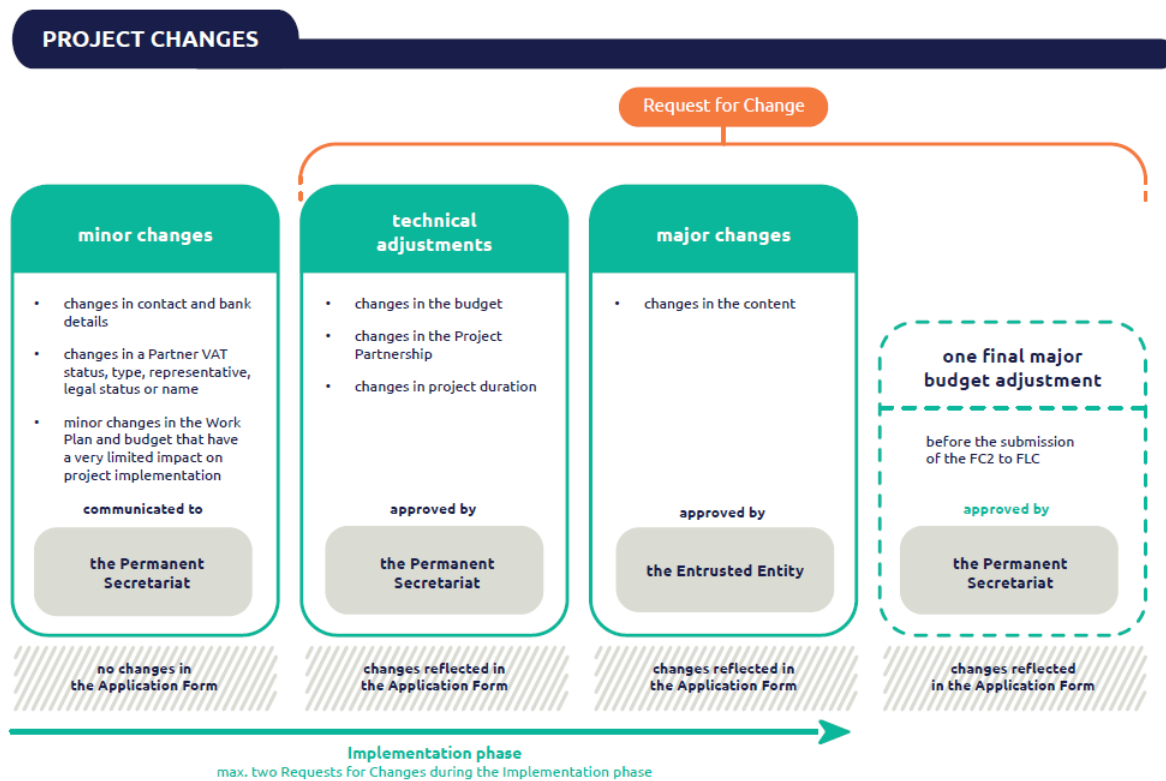 PROJECT CHANGES
Request for Change
minor changes
• changes in contact and bank
details
• changes in a Partner VAT
status, type, representative,
legal status or name
• minor changes in the Work
Plan and budget that have
a very limited impact on
project implementation
communicated to
the Permanent
Secretariat
no changes in
the Application Form
technical
adjustments
• changes in the budget
• changes in the Project
Partnership
• changes in project duration
approved by
the Permanent
Secretariat
changes reflected in
the Application Form
major changes
• changes in the content
approved by
the Entrusted Entity
changes reflected in
the Application Form
one final major
budget adjustment
before the submission
of the FC2 to FLC
approved by
the Permanent
Secretariat
changes reflected
in the Application Form
Implementation phase
max. two Requests for Changes during the Implementation phase